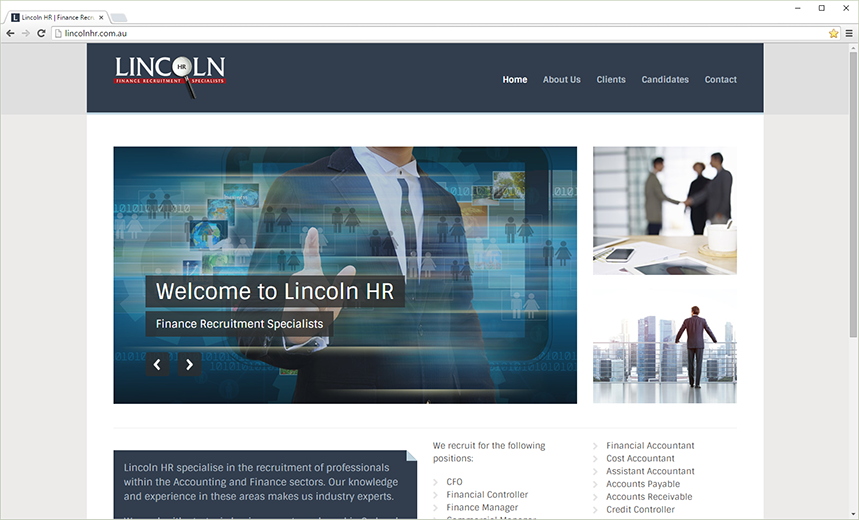 Lincoln HR | Finance Recru
lincolnhr.com.au
LINCOLN
HR
FINANCE RECRUITMENT SPECIALISTS
Home About Us Clients Candidates Contact
Welcome to Lincoln HR
Finance Recruitment Specialists
Lincoln HR specialise in the recruitment of professionals
within the Accounting and Finance sectors. Our knowledge
and experience in these areas makes us industry experts.
We recruit for the following
positions:
CFO
Financial Controller
Finance Manager
Commercial Manager
Financial Accountant
Cost Accountant
Assistant Accountant
Accounts Payable
Accounts Receivable
Credit Controller